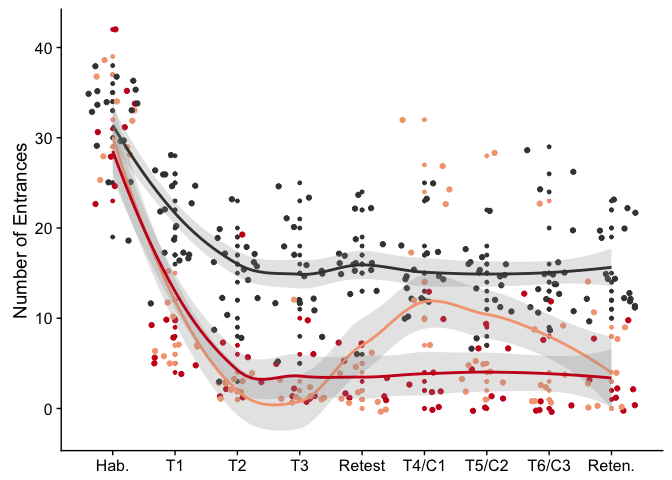 Number of Entrances
40
30
20
10
0
Hab. T1 T2 T3 Retest T4/C1 T5/C2 T6/C3 Reten.